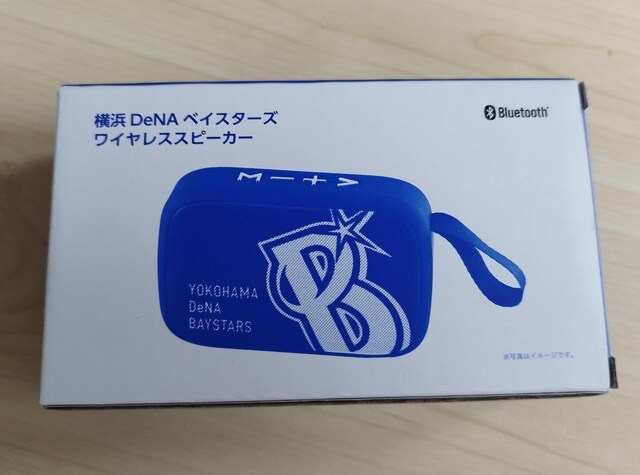 横浜 DeNA ベイスターズ
ワイヤレススピーカー
Bluetooth®
M − + V
YOKOHAMA
DeNA
BAYSTARS
B
※写真はイメージです。